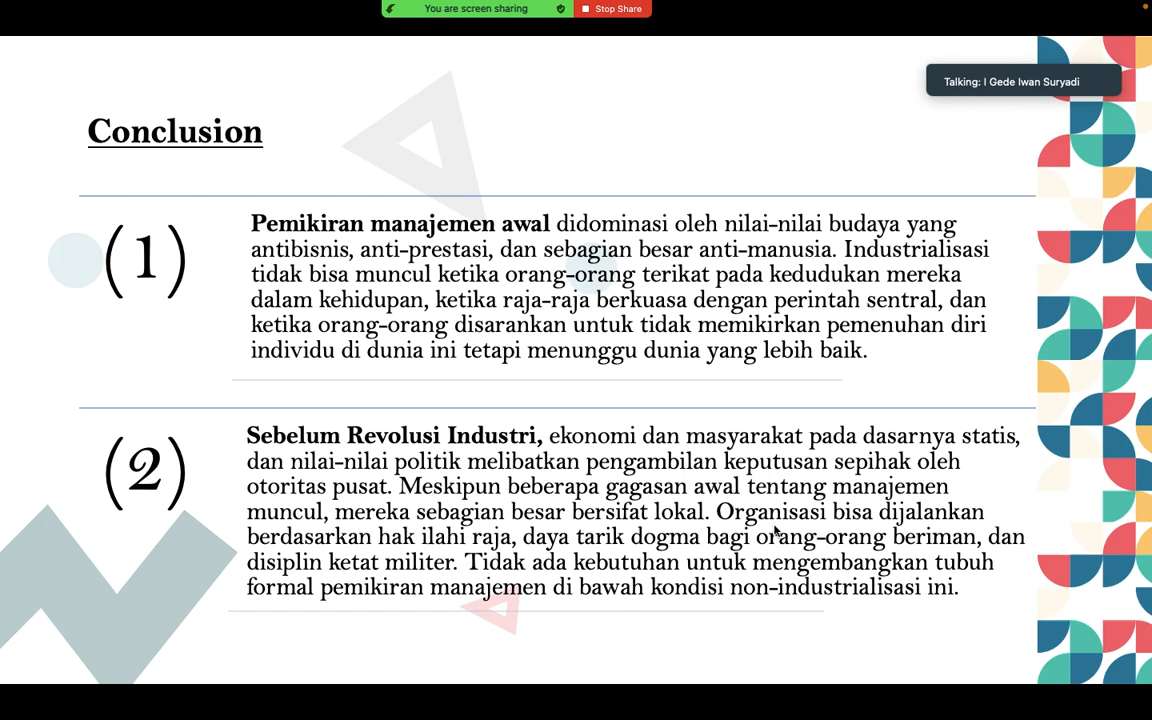 You are screen sharing
Stop Share
Talking: I Gede Iwan Suryadi
Conclusion
(1)
Pemikiran manajemen awal didominasi oleh nilai-nilai budaya yang
antibisnis, anti-prestasi, dan sebagian besar anti-manusia. Industrialisasi
tidak bisa muncul ketika orang-orang terikat pada kedudukan mereka
dalam kehidupan, ketika raja-raja berkuasa dengan perintah sentral, dan
ketika orang-orang disarankan untuk tidak memikirkan pemenuhan diri
individu di dunia ini tetapi menunggu dunia yang lebih baik.
(2)
Sebelum Revolusi Industri, ekonomi dan masyarakat pada dasarnya statis,
dan nilai-nilai politik melibatkan pengambilan keputusan sepihak oleh
otoritas pusat. Meskipun beberapa gagasan awal tentang manajemen
muncul, mereka sebagian besar bersifat lokal. Organisasi bisa dijalankan
berdasarkan hak ilahi raja, daya tarik dogma bagi orang-orang beriman, dan
disiplin ketat militer. Tidak ada kebutuhan untuk mengembangkan tubuh
formal pemikiran manajemen di bawah kondisi non-industrialisasi ini.